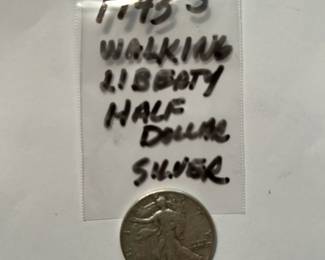 1943 S
WALKING
LIBERTY
HALF
DOLLAR
SILVER